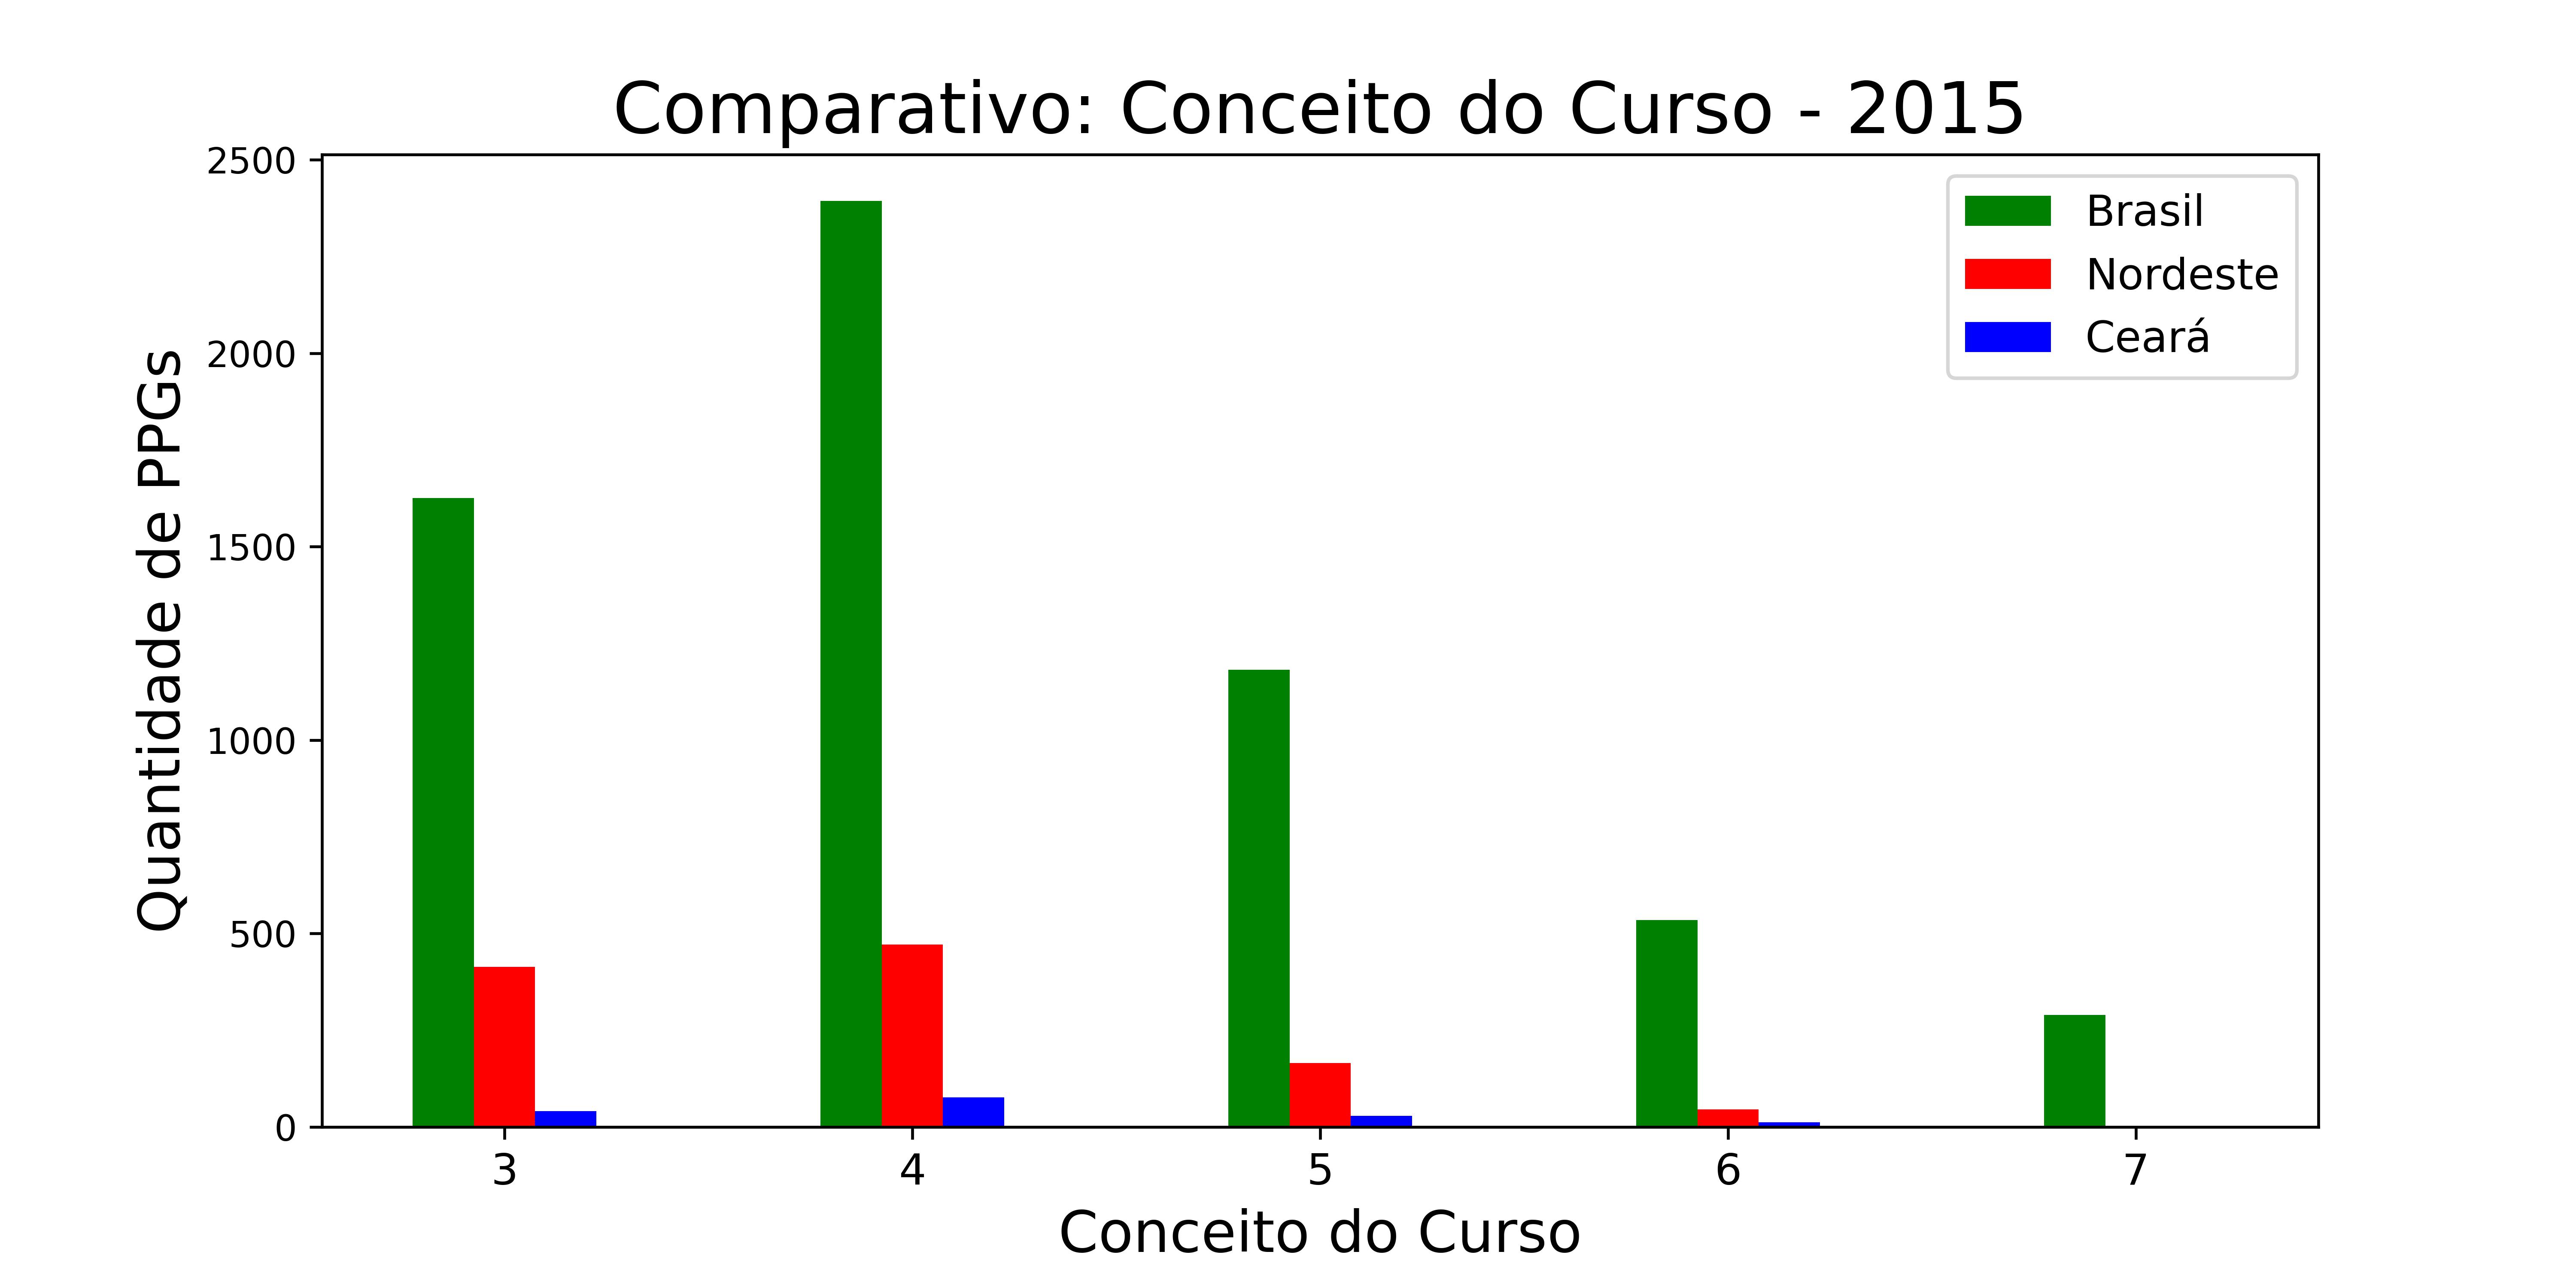 Comparativo: Conceito do Curso - 2015
Quantidade de PPGs
2500
2000
1500
1000
500
0
Brasil
Nordeste
Ceará
3 4 5 6 7
Conceito do Curso